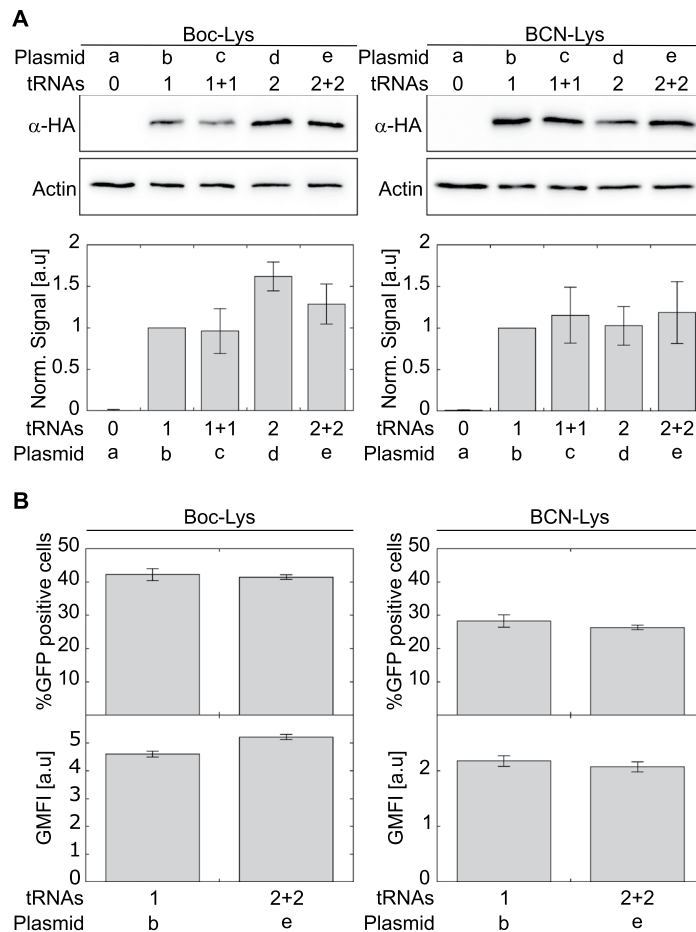 A
Boc-Lys BCN-Lys
Plasmid a b c d e Plasmid a b c d e
tRNAs 0 1 1+1 2 2+2 tRNAs 0 1 1+1 2 2+2
α-HA α-HA
Actin Actin
Norm. Signal [a.u] Norm. Signal [a.u]
2 2
1.5 1.5
1 1
0.5 0.5
0 0
tRNAs 0 1 1+1 2 2+2 tRNAs 0 1 1+1 2 2+2
Plasmid a b c d e Plasmid a b c d e
B
Boc-Lys BCN-Lys
%GFP positive cells %GFP positive cells
50 50
40 40
30 30
20 20
10 10
GMFI [a.u] GMFI [a.u]
5
4
3
2 2
1 1
0 0
tRNAs 1 2+2 tRNAs 1 2+2
Plasmid b e Plasmid b e